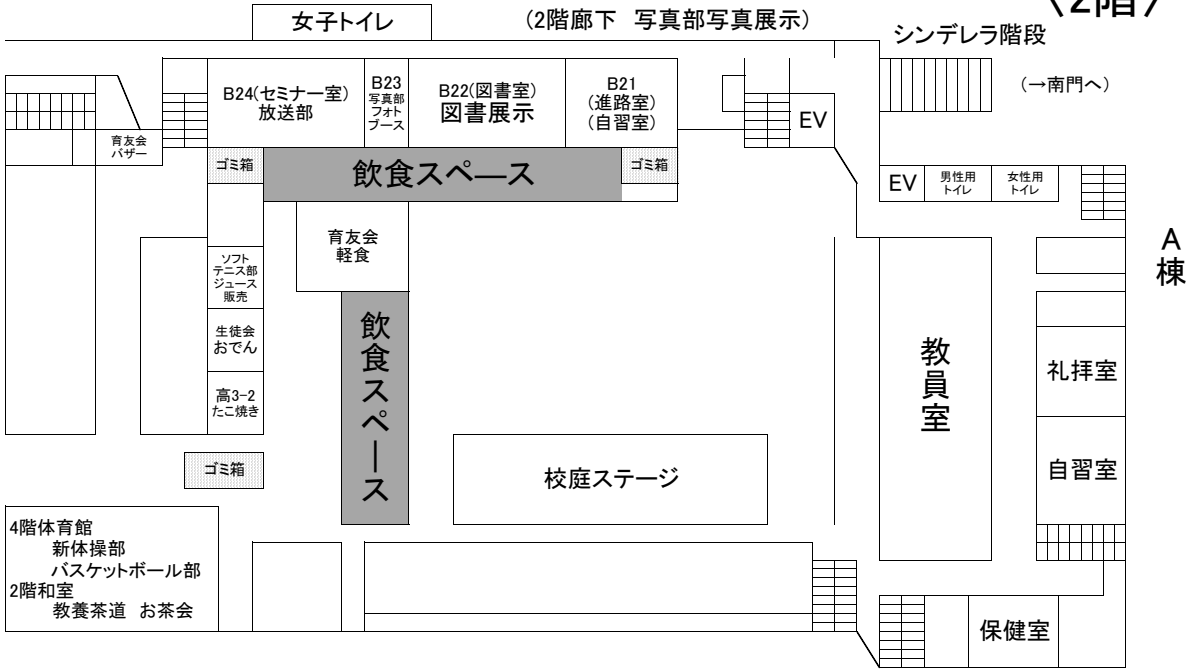 〈2階〉
女子トイレ
(2階廊下 写真部写真展示)
シンデレラ階段
(→南門へ)
B24(セミナー室)
放送部
B23
写真部
フォト
ブース
B22(図書室)
図書展示
B21
(進路室)
(自習室)
EV
育友会
バザー
ゴミ箱
飲食スペース
ゴミ箱
EV
男性用
トイレ
女性用
トイレ
A
棟
育友会
軽食
ソフト
テニス部
ジュース
販売
生徒会
おでん
高3-2
たこ焼き
飲食スペース
教員室
礼拝室
自習室
ゴミ箱
校庭ステージ
4階体育館
新体操部
バスケットボール部
2階和室
教養茶道 お茶会
保健室